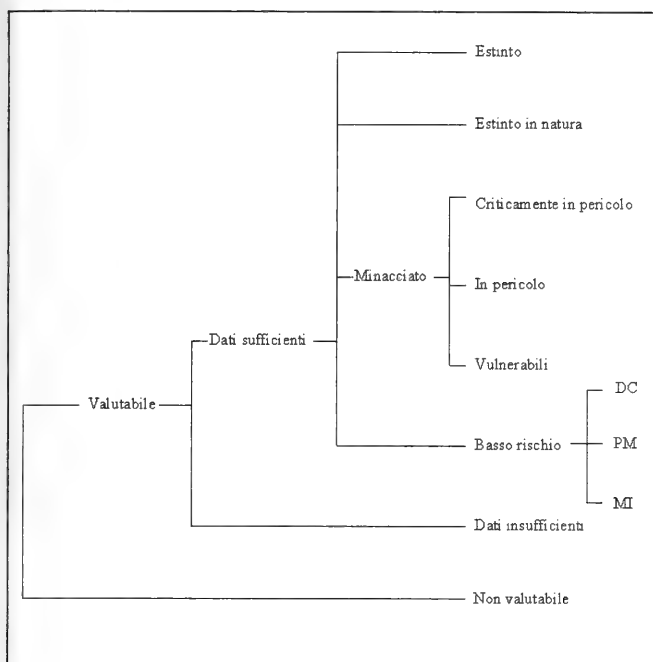 Estinto
Estinto in natura
Criticamente in pericolo
Minacciato
In pericolo
Dati sufficienti
Vulnerabili
DC
Valutabile
Basso rischio
PM
MI
Dati insufficienti
Non valutabile